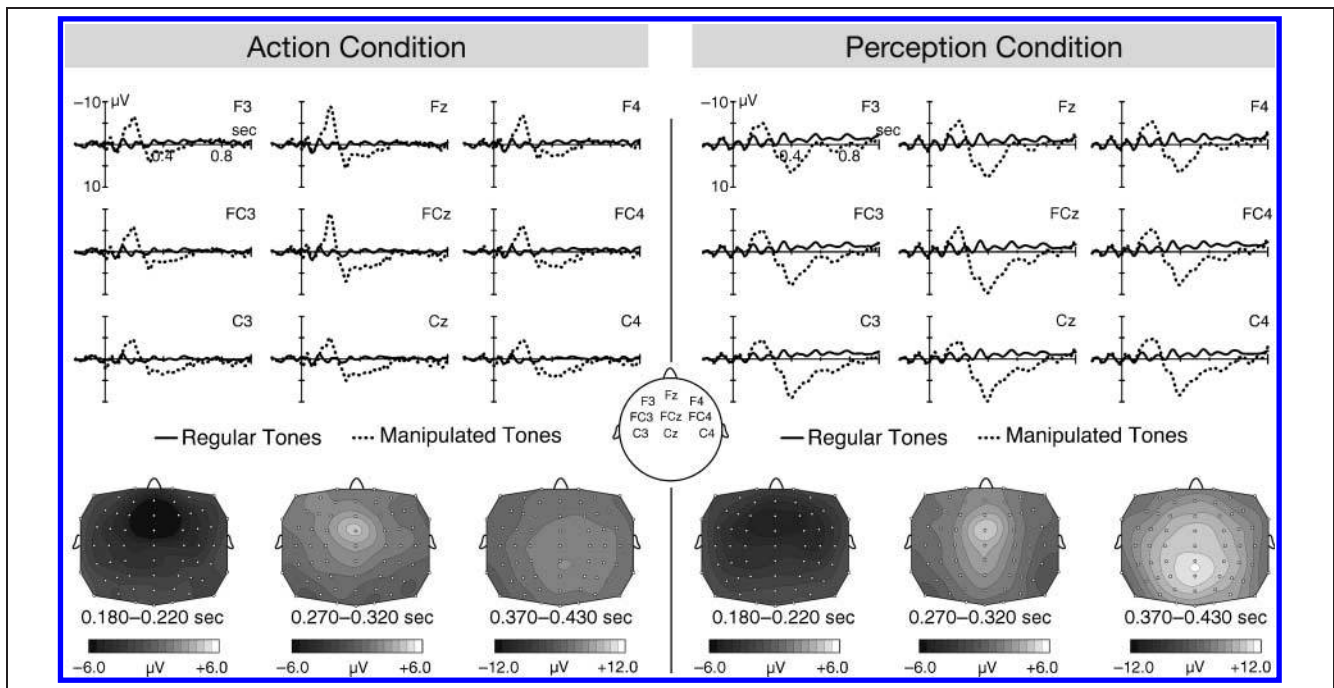 Action Condition
Perception Condition
−10 µV F3 Fz F4
sec
0.4 0.8
10
FC3 FCz FC4
C3 Cz C4
−10 µV F3 Fz F4
sec
0.4 0.8
10
FC3 FCz FC4
C3 Cz C4
F3 Fz F4
FC3 FCz FC4
C3 Cz C4
Regular Tones Manipulated Tones
Regular Tones Manipulated Tones
0.180–0.220 sec 0.270–0.320 sec 0.370–0.430 sec
−6.0 µV +6.0 −6.0 µV +6.0 −12.0 µV +12.0
0.180–0.220 sec 0.270–0.320 sec 0.370–0.430 sec
−6.0 µV +6.0 −6.0 µV +6.0 −12.0 µV +12.0